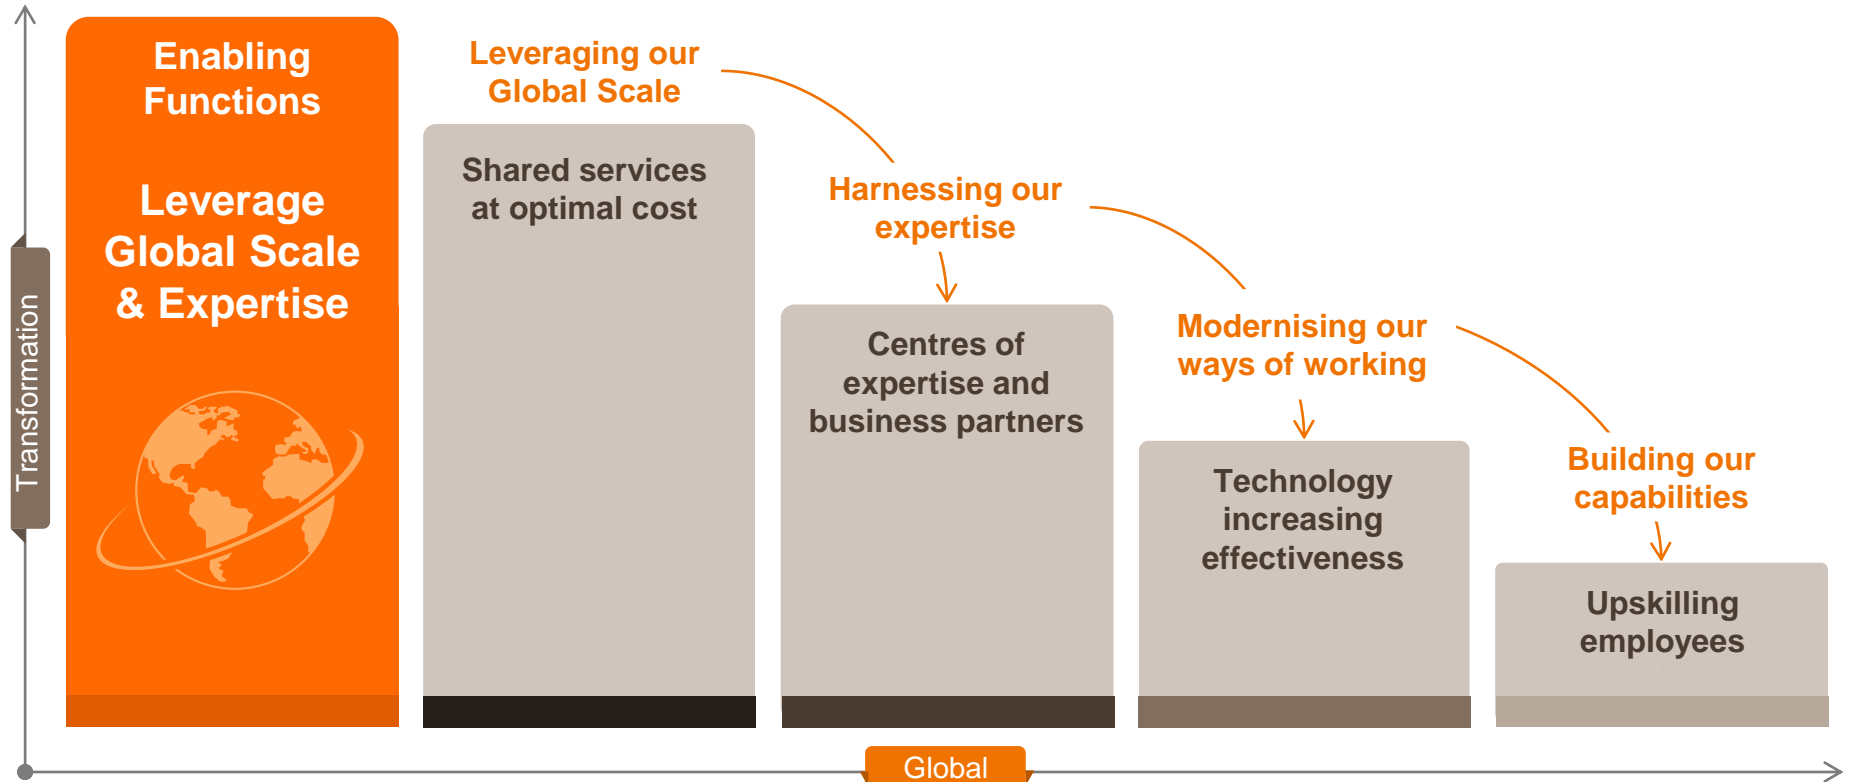 Enabling
Functions
Leverage
Global Scale
& Expertise
Leveraging our
Global Scale
Shared services
at optimal cost
Harnessing our
expertise
Centres of
expertise and
business partners
Modernising our
ways of working
Technology
increasing
effectiveness
Building our
capabilities
Upskilling
employees
Transformation
Global